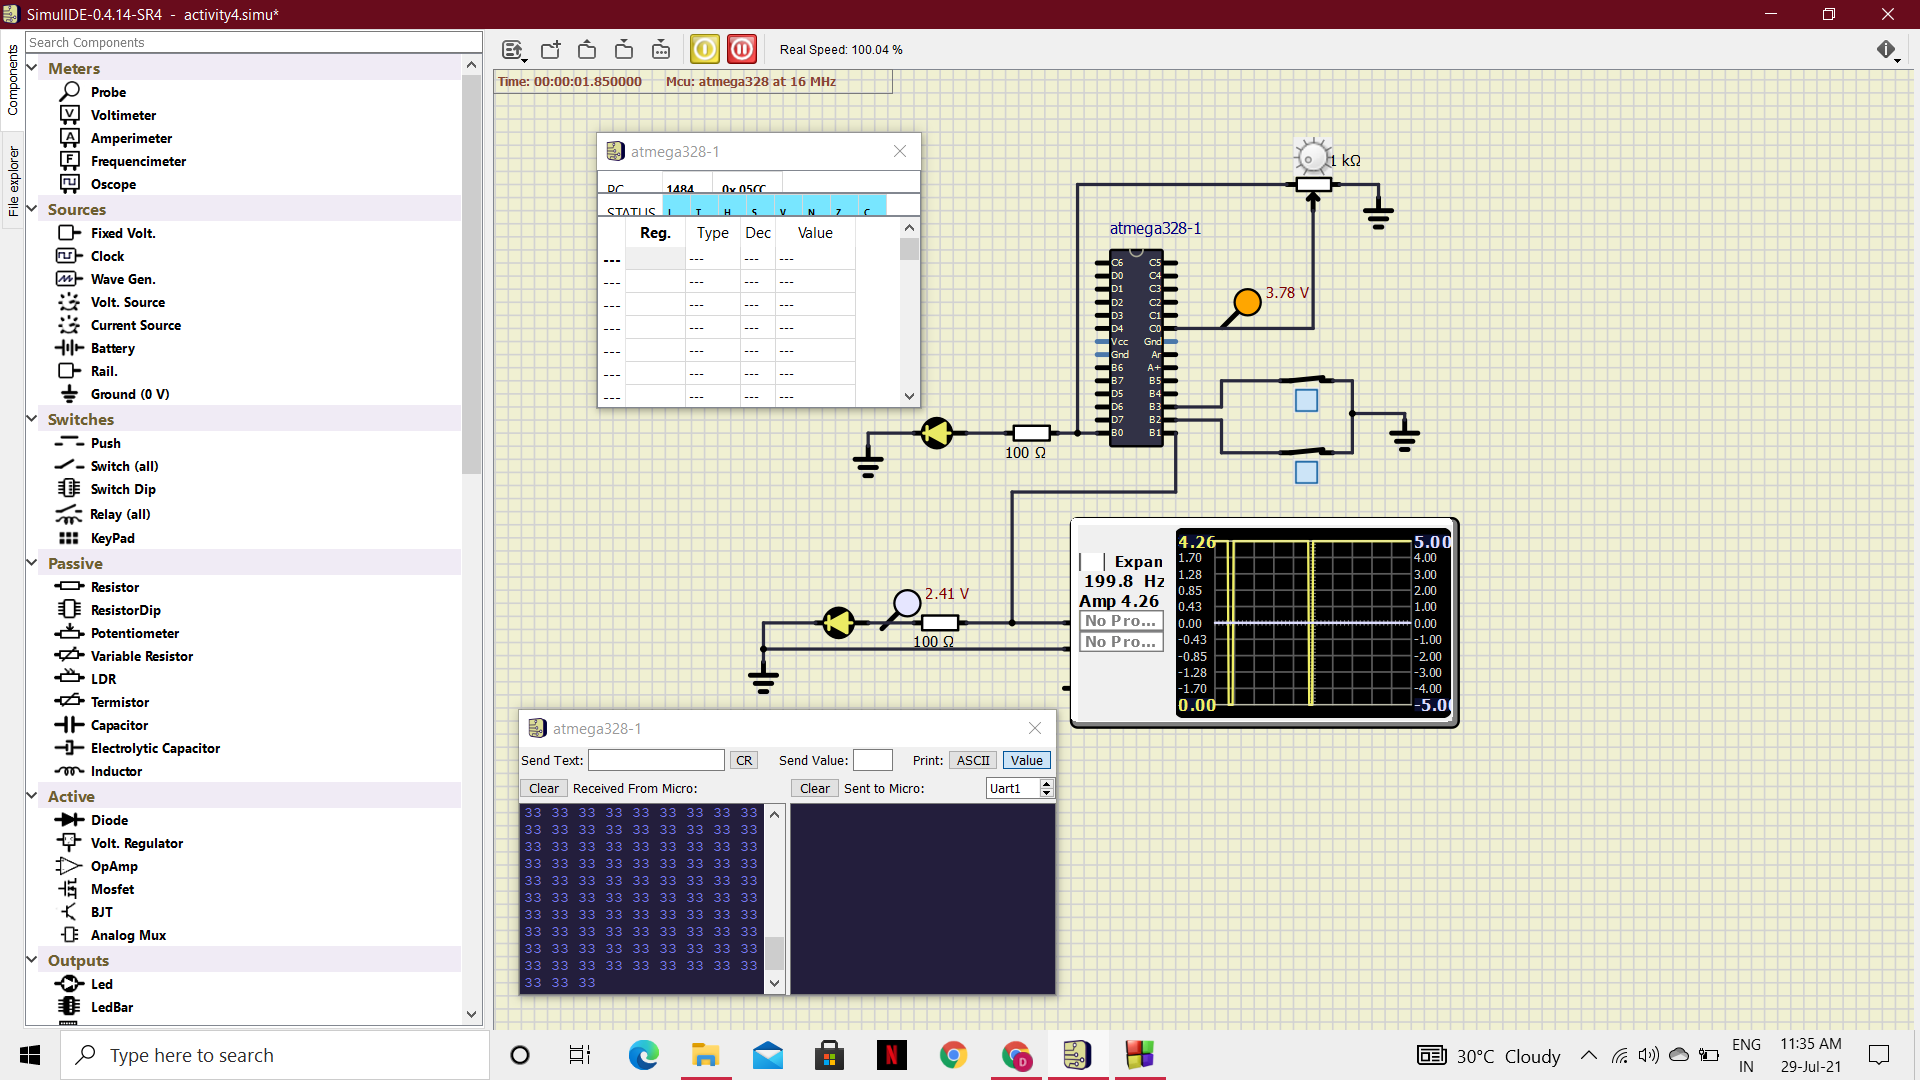 SimulIDE-0.4.14-SR4 - activity4.simu*
Components
File explorer
Search Components
Meters
Probe
Voltimeter
Amperimeter
Frequencimeter
Oscope
Sources
Fixed Volt.
Clock
Wave Gen.
Volt. Source
Current Source
Battery
Rail.
Ground (0 V)
Switches
Push
Switch (all)
Switch Dip
Relay (all)
KeyPad
Passive
Resistor
ResistorDip
Potentiometer
Variable Resistor
LDR
Termistor
Capacitor
Electrolytic Capacitor
Inductor
Active
Diode
Volt. Regulator
OpAmp
Mosfet
BJT
Analog Mux
Outputs
Led
LedBar
Real Speed: 100.04 %
Time: 00:00:01.850000 Mcu: atmega328 at 16 MHz
atmega328-1
PC 1484 0x 05CC
STATUS I T H S V N Z C
Reg. Type Dec Value
--- --- --- ---
--- --- --- ---
--- --- --- ---
--- --- --- ---
--- --- --- ---
--- --- --- ---
--- --- --- ---
1 kΩ
atmega328-1
C6 C5
D0 C4
D1 C3
D2 C2
D3 C1
D4 C0
Vcc Gnd
Gnd Ar
B6 A+
B7 B5
D5 B4
D6 B3
D7 B2
B0 B1
3.78 V
100 Ω
2.41 V
100 Ω
Expan
199.8 Hz
Amp 4.26
No Pro...
No Pro...
4.26 5.00
1.70 4.00
1.28 3.00
0.85 2.00
0.43 1.00
0.00 0.00
-0.43 -1.00
-0.85 -2.00
-1.28 -3.00
-1.70 -4.00
0.00 -5.00
atmega328-1
Send Text: CR Send Value: Print: ASCII Value
Clear Received From Micro: Clear Sent to Micro: Uart1
33 33 33 33 33 33 33 33 33
33 33 33 33 33 33 33 33 33
33 33 33 33 33 33 33 33 33
33 33 33 33 33 33 33 33 33
33 33 33 33 33 33 33 33 33
33 33 33 33 33 33 33 33 33
33 33 33 33 33 33 33 33 33
33 33 33 33 33 33 33 33 33
33 33 33 33 33 33 33 33 33
33 33 33 33 33 33 33 33 33
33 33 33
Type here to search
30°C Cloudy
ENG
IN
11:35 AM
29-Jul-21